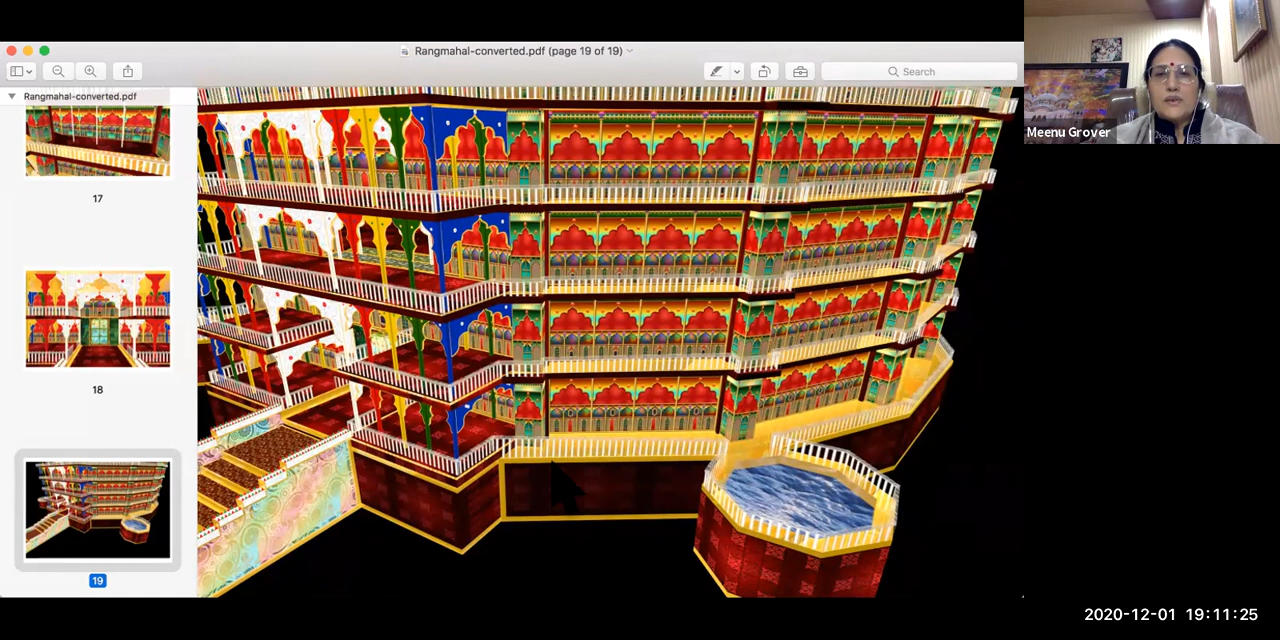 Rangmahal-converted.pdf (page 19 of 19)
Search
Rangmahal-converted.pdf
17
18
19
Meenu Grover
2020-12-01 19:11:25